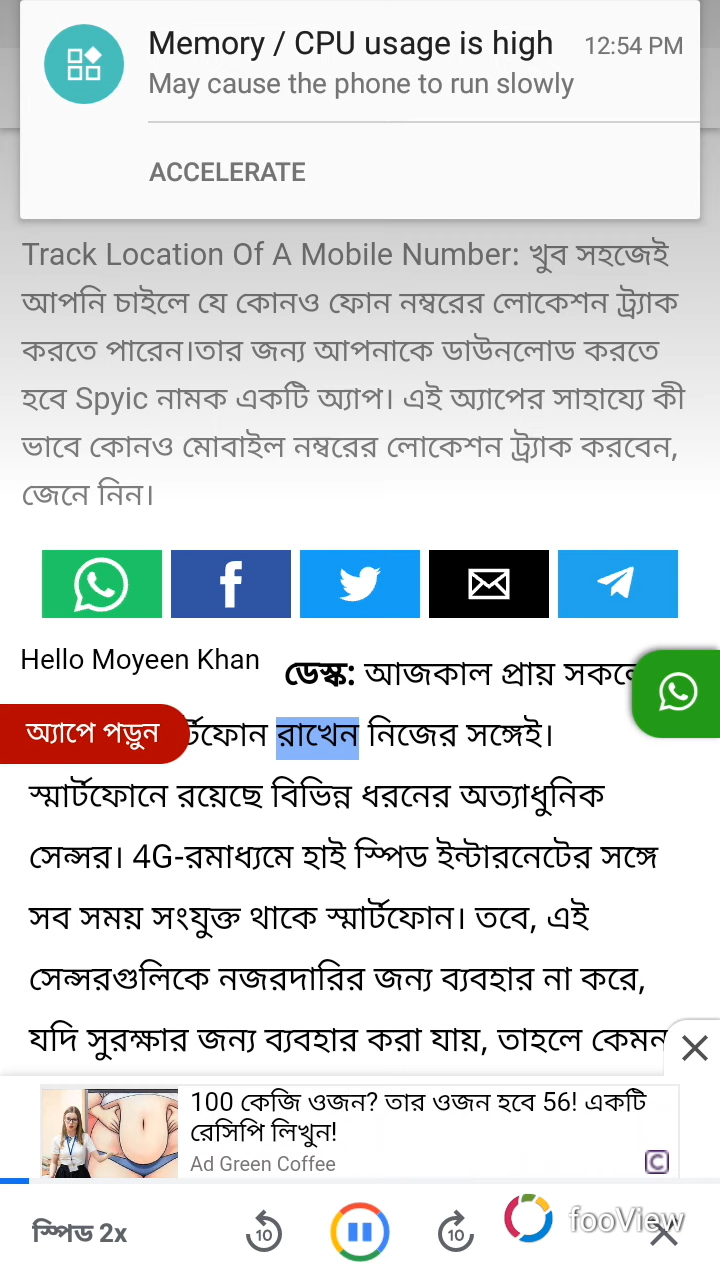 Memory / CPU usage is high 12:54 PM
May cause the phone to run slowly
ACCELERATE
Track Location Of A Mobile Number: খুব সহজেই
আপনি চাইলে যে কোনও ফোন নম্বরের লোকেশন ট্র্যাক
করতে পারেন।তার জন্য আপনাকে ডাউনলোড করতে
হবে Spyic নামক একটি অ্যাপ। এই অ্যাপের সাহায্যে কী
ভাবে কোনও মোবাইল নম্বরের লোকেশন ট্র্যাক করবেন,
জেনে নিন।
Hello Moyeen Khan ডেস্ক: আজকাল প্রায়
অ্যাপে পড়ুন রাখেন নিজের সঙ্গেই।
স্মার্টফোনে রয়েছে বিভিন্ন ধরনের অত্যাধুনিক
সেন্সর। 4G-রমাধ্যমে হাই স্পিড ইন্টারনেটের সঙ্গে
সব সময় সংযুক্ত থাকে স্মার্টফোন। তবে, এই
সেন্সরগুলিকে নজরদারির জন্য ব্যবহার না করে,
যদি সুরক্ষার জন্য ব্যবহার করা যায়, তাহলে কেমন
100 কেজি ওজন? তার ওজন হবে 56! একটি
রেসিপি লিখুন!
Ad Green Coffee
স্পিড 2x 10 10 fooView